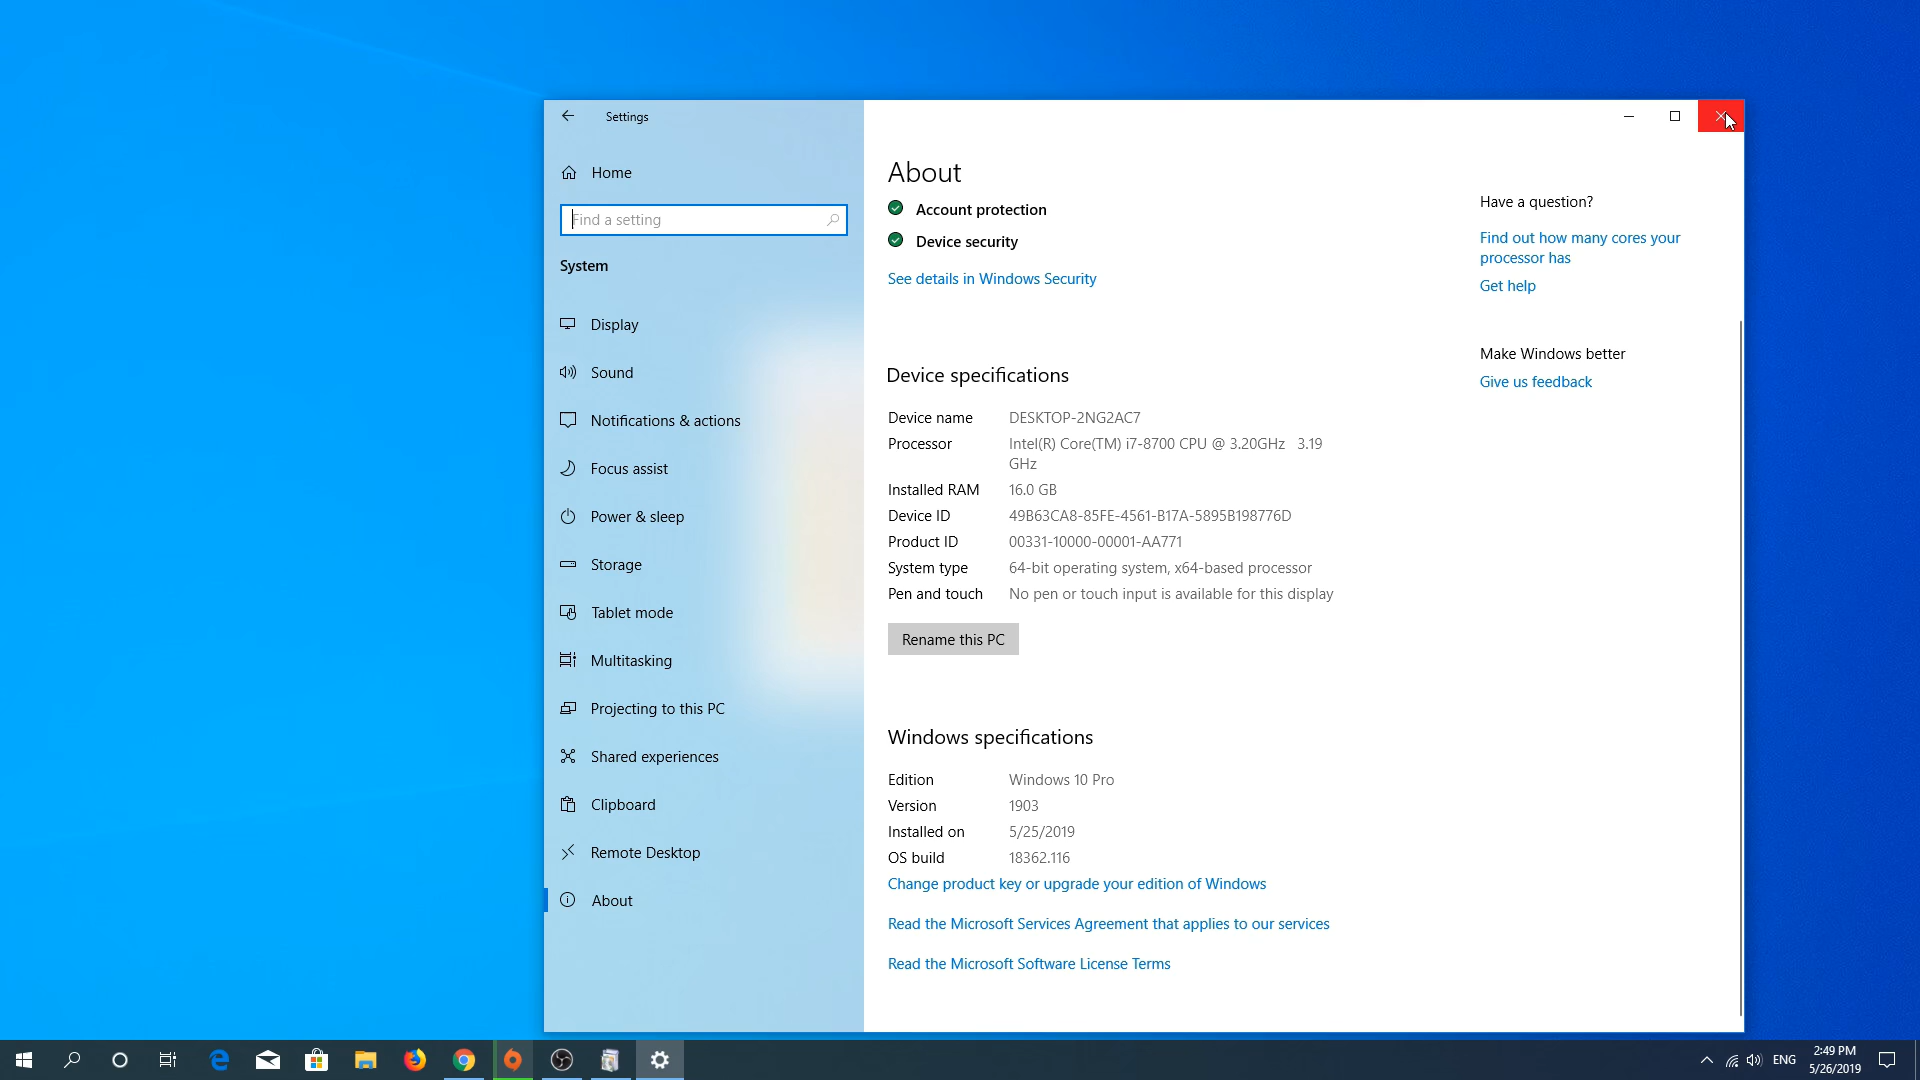 Settings
Home
Find a setting
System
Display
Sound
Notifications & actions
Focus assist
Power & sleep
Storage
Tablet mode
Multitasking
Projecting to this PC
Shared experiences
Clipboard
Remote Desktop
About
About
Account protection
Device security
See details in Windows Security
Device specifications
Device name DESKTOP-2NG2AC7
Processor Intel(R) Core(TM) i7-8700 CPU @ 3.20GHz 3.19
GHz
Installed RAM 16.0 GB
Device ID 49B63CA8-85FE-4561-B17A-5895B198776D
Product ID 00331-10000-00001-AA771
System type 64-bit operating system, x64-based processor
Pen and touch No pen or touch input is available for this display
Rename this PC
Windows specifications
Edition Windows 10 Pro
Version 1903
Installed on 5/25/2019
OS build 18362.116
Change product key or upgrade your edition of Windows
Read the Microsoft Services Agreement that applies to our services
Read the Microsoft Software License Terms
Have a question?
Find out how many cores your
processor has
Get help
Make Windows better
Give us feedback
ENG
2:49 PM
5/26/2019